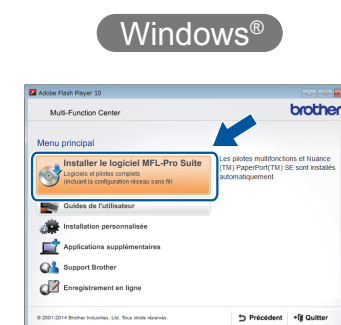 Windows®
Adobe Flash Player 10
Multi-Function Center
brother
Menu principal
Installer le logiciel MFL-Pro Suite
Logiciels et pilotes complets
(incluant la configuration réseau sans fil)
Les pilotes multifonctions et Nuance
(TM) PaperPort(TM) SE sont installés
automatiquement.
Guides de l'utilisateur
Installation personnalisée
Applications supplémentaires
Support Brother
Enregistrement en ligne
© 2001-2014 Brother Industries, Ltd. Tous droits réservés.
Précédent
Quitter